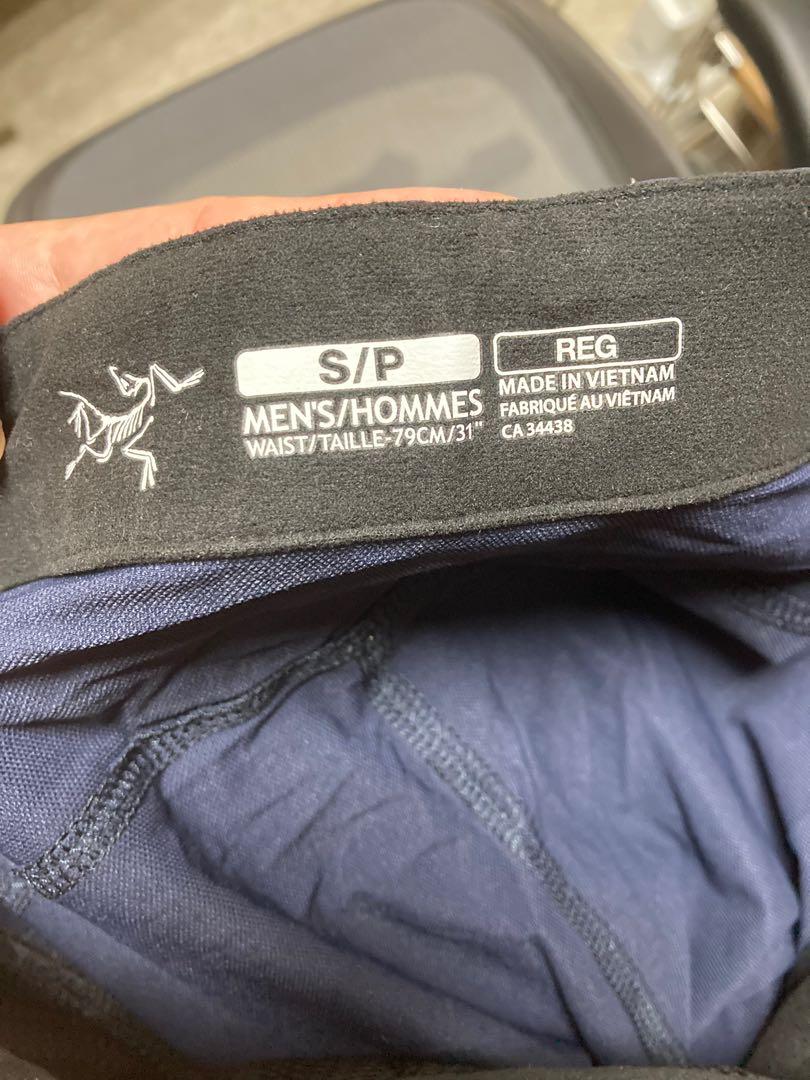 S/P
MEN'S/HOMMES
WAIST/TAILLE-79CM/31"
REG
MADE IN VIETNAM
FABRIQUÉ AU VIÊTNAM
CA 34438